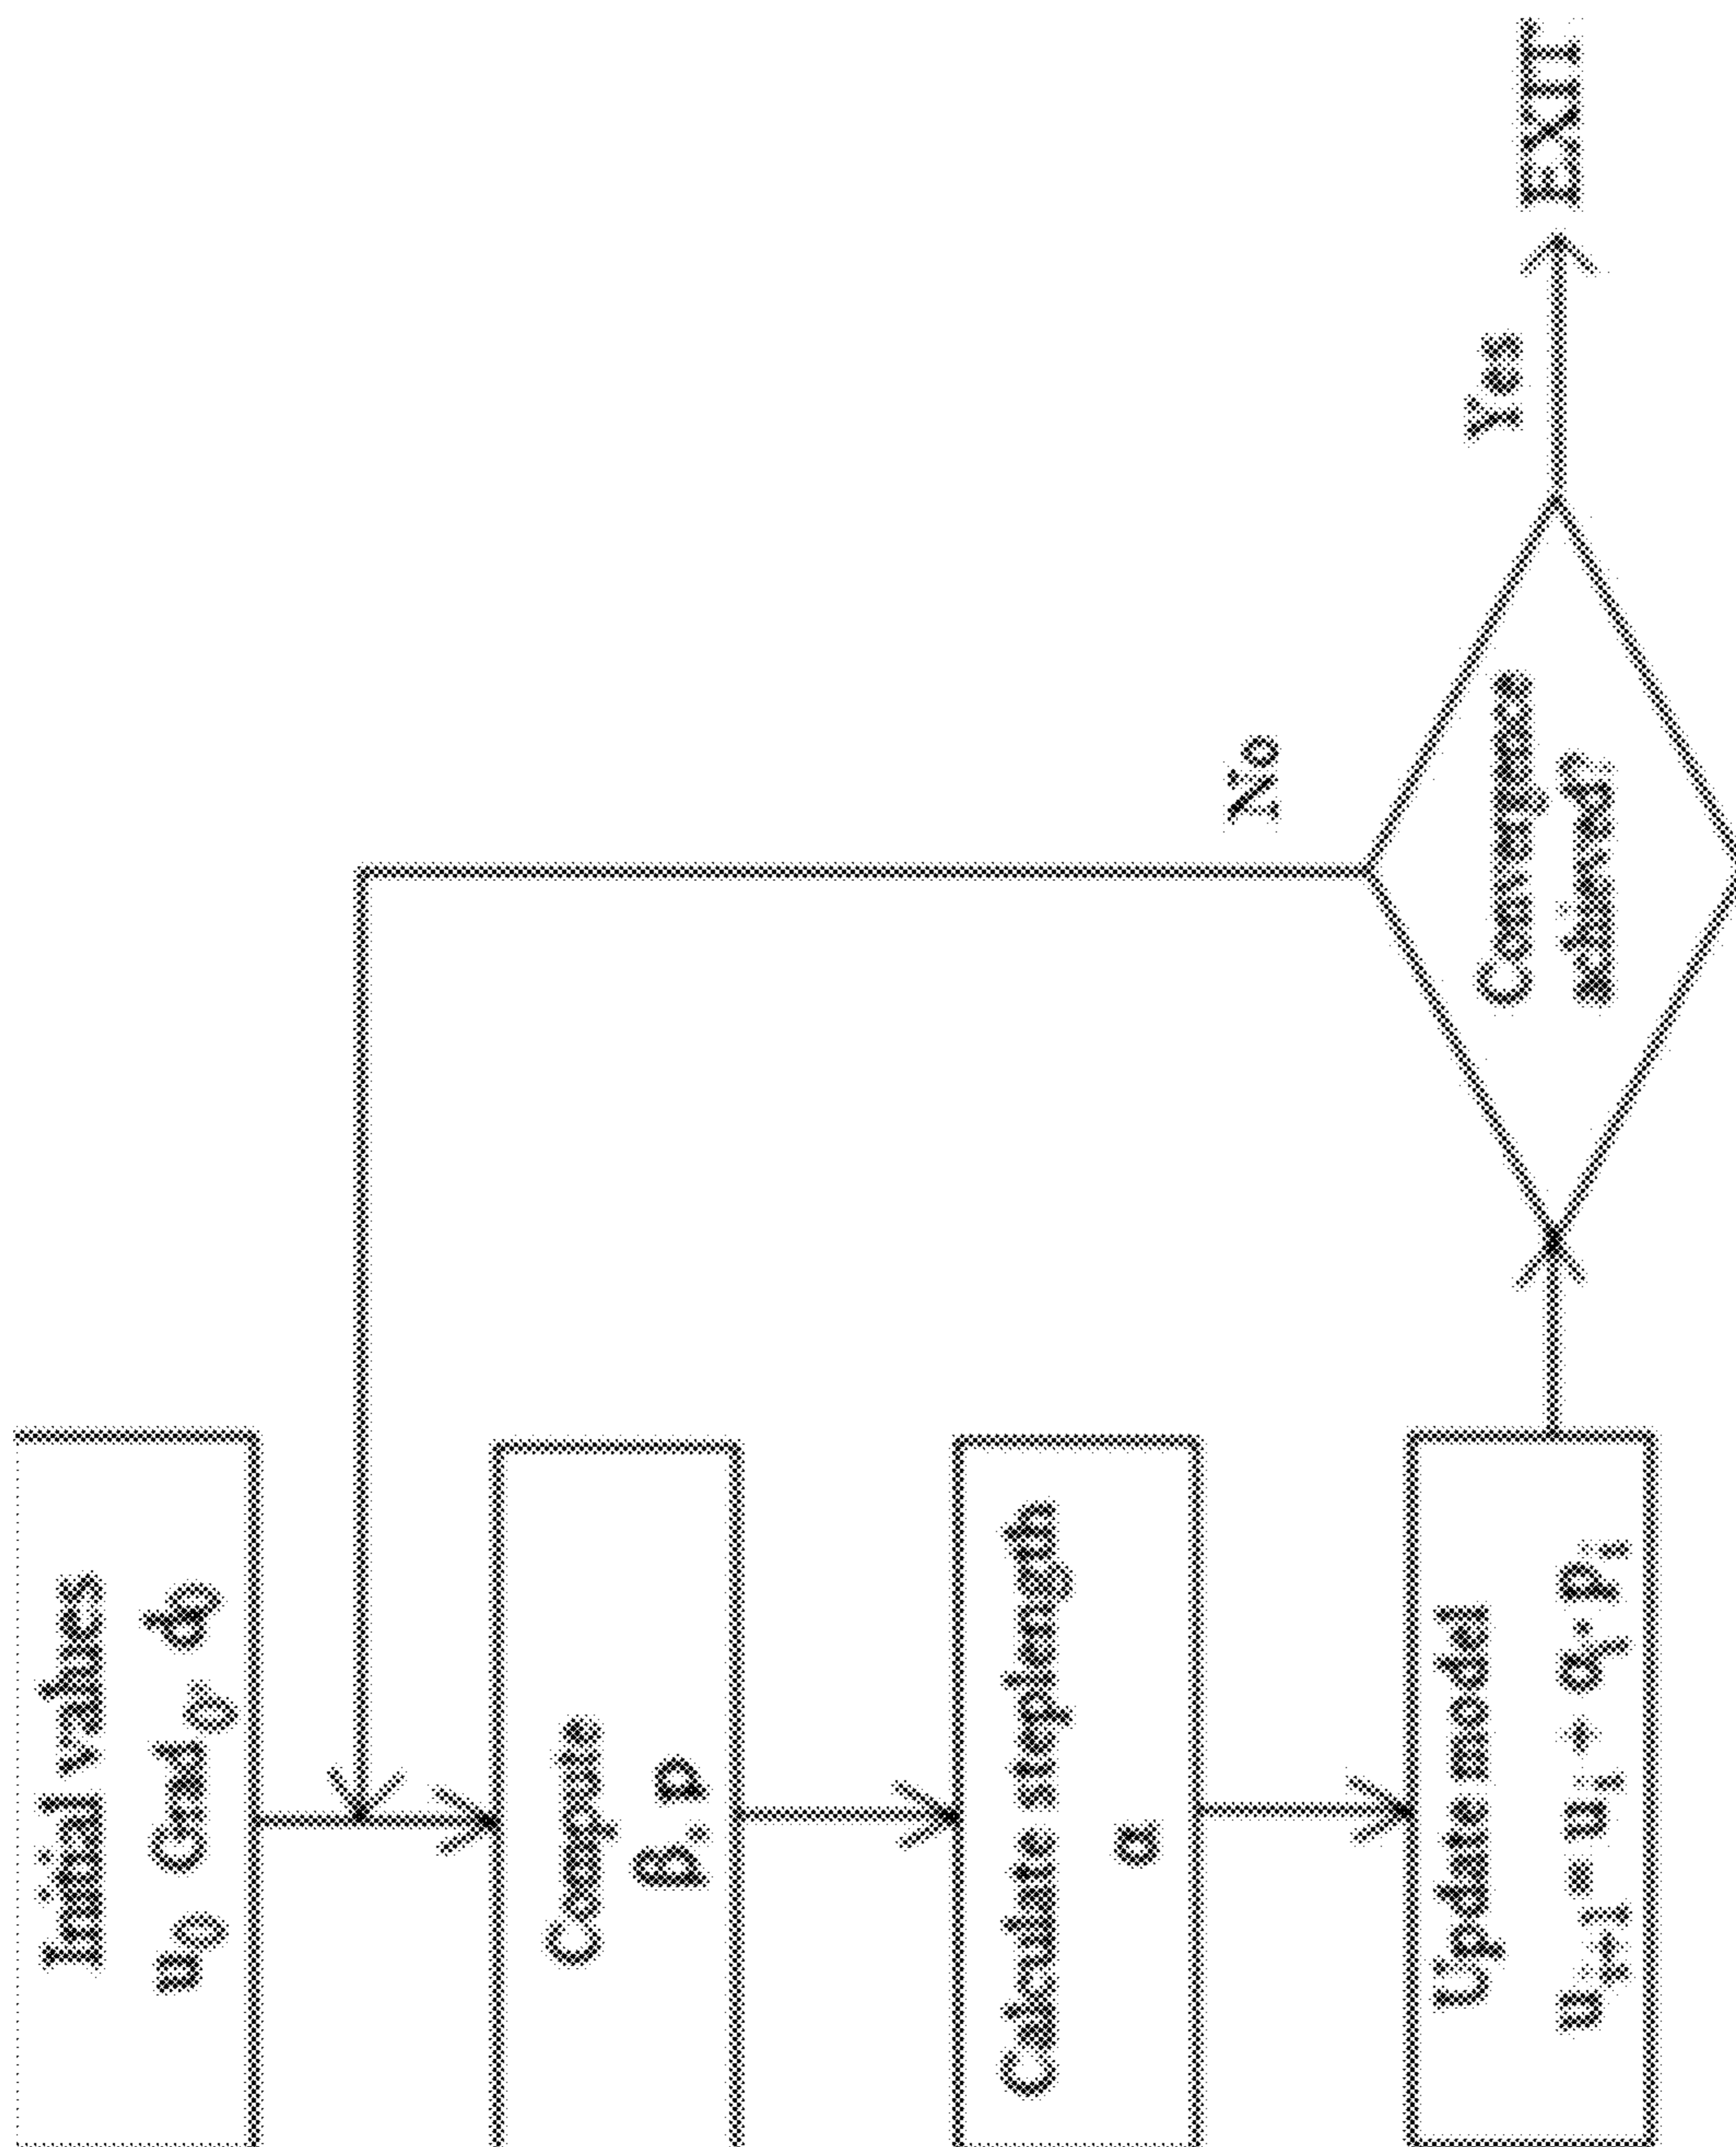 Initial values
u₀ Grad₀, d₀
Compute
β, p
Calculate steplength
α
Update model
uᵢ₊₁ = uᵢ + αᵢ·pᵢ
Convergence
achieved?
No
Yes
EXIT